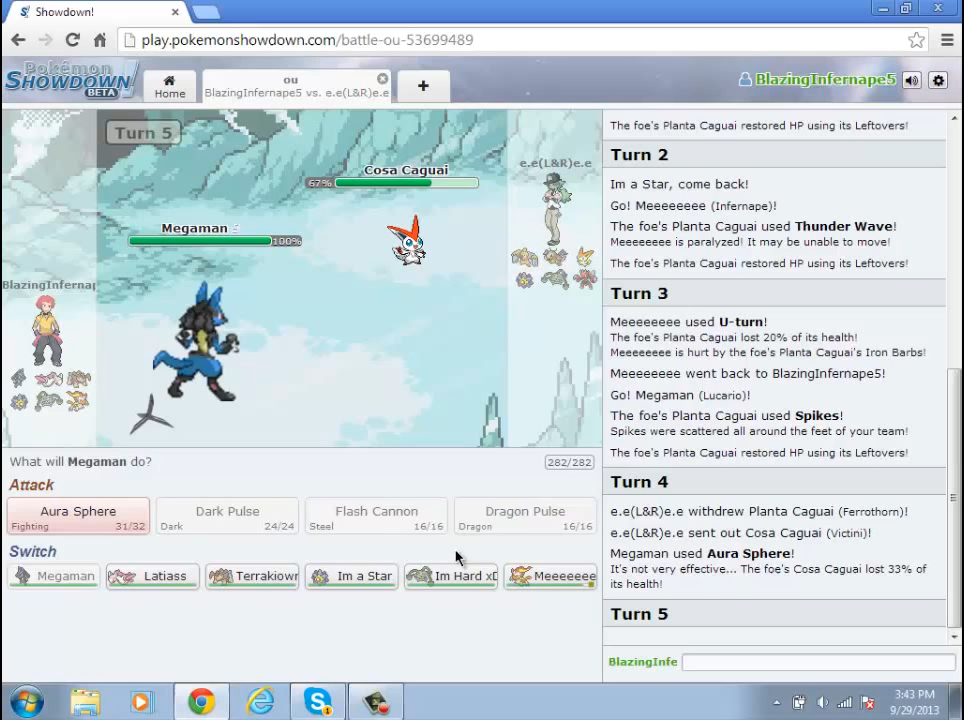 Showdown!
play.pokemonshowdown.com/battle-ou-53699489
Pokémon
SHOWDOWN
BETA
Home
ou
BlazingInfernape5 vs. e.e(L&R)e.e
+
BlazingInfernape5
Turn 5
Cosa Caguai
67%
e.e(L&R)e.e
Megaman
100%
BlazingInfernap
What will Megaman do?
282/282
Attack
Aura Sphere
Fighting 31/32
Dark Pulse
Dark 24/24
Flash Cannon
Steel 16/16
Dragon Pulse
Dragon 16/16
Switch
Megaman
Latiass
Terrakiowr
Im a Star
Im Hard xD
Meeeeeee
The foe's Planta Caguai restored HP using its Leftovers!
Turn 2
Im a Star, come back!
Go! Meeeeeee (Infernape)!
The foe's Planta Caguai used Thunder Wave!
Meeeeeee is paralyzed! It may be unable to move!
The foe's Planta Caguai restored HP using its Leftovers!
Turn 3
Meeeeeee used U-turn!
The foe's Planta Caguai lost 20% of its health!
Meeeeeee is hurt by the foe's Planta Caguai's Iron Barbs!
Meeeeeee went back to BlazingInfernape5!
Go! Megaman (Lucario)!
The foe's Planta Caguai used Spikes!
Spikes were scattered all around the feet of your team!
The foe's Planta Caguai restored HP using its Leftovers!
Turn 4
e.e(L&R)e.e withdrew Planta Caguai (Ferrothorn)!
e.e(L&R)e.e sent out Cosa Caguai (Victini)!
Megaman used Aura Sphere!
It's not very effective... The foe's Cosa Caguai lost 33% of
its health!
Turn 5
BlazingInfe
3:43 PM
9/29/2013